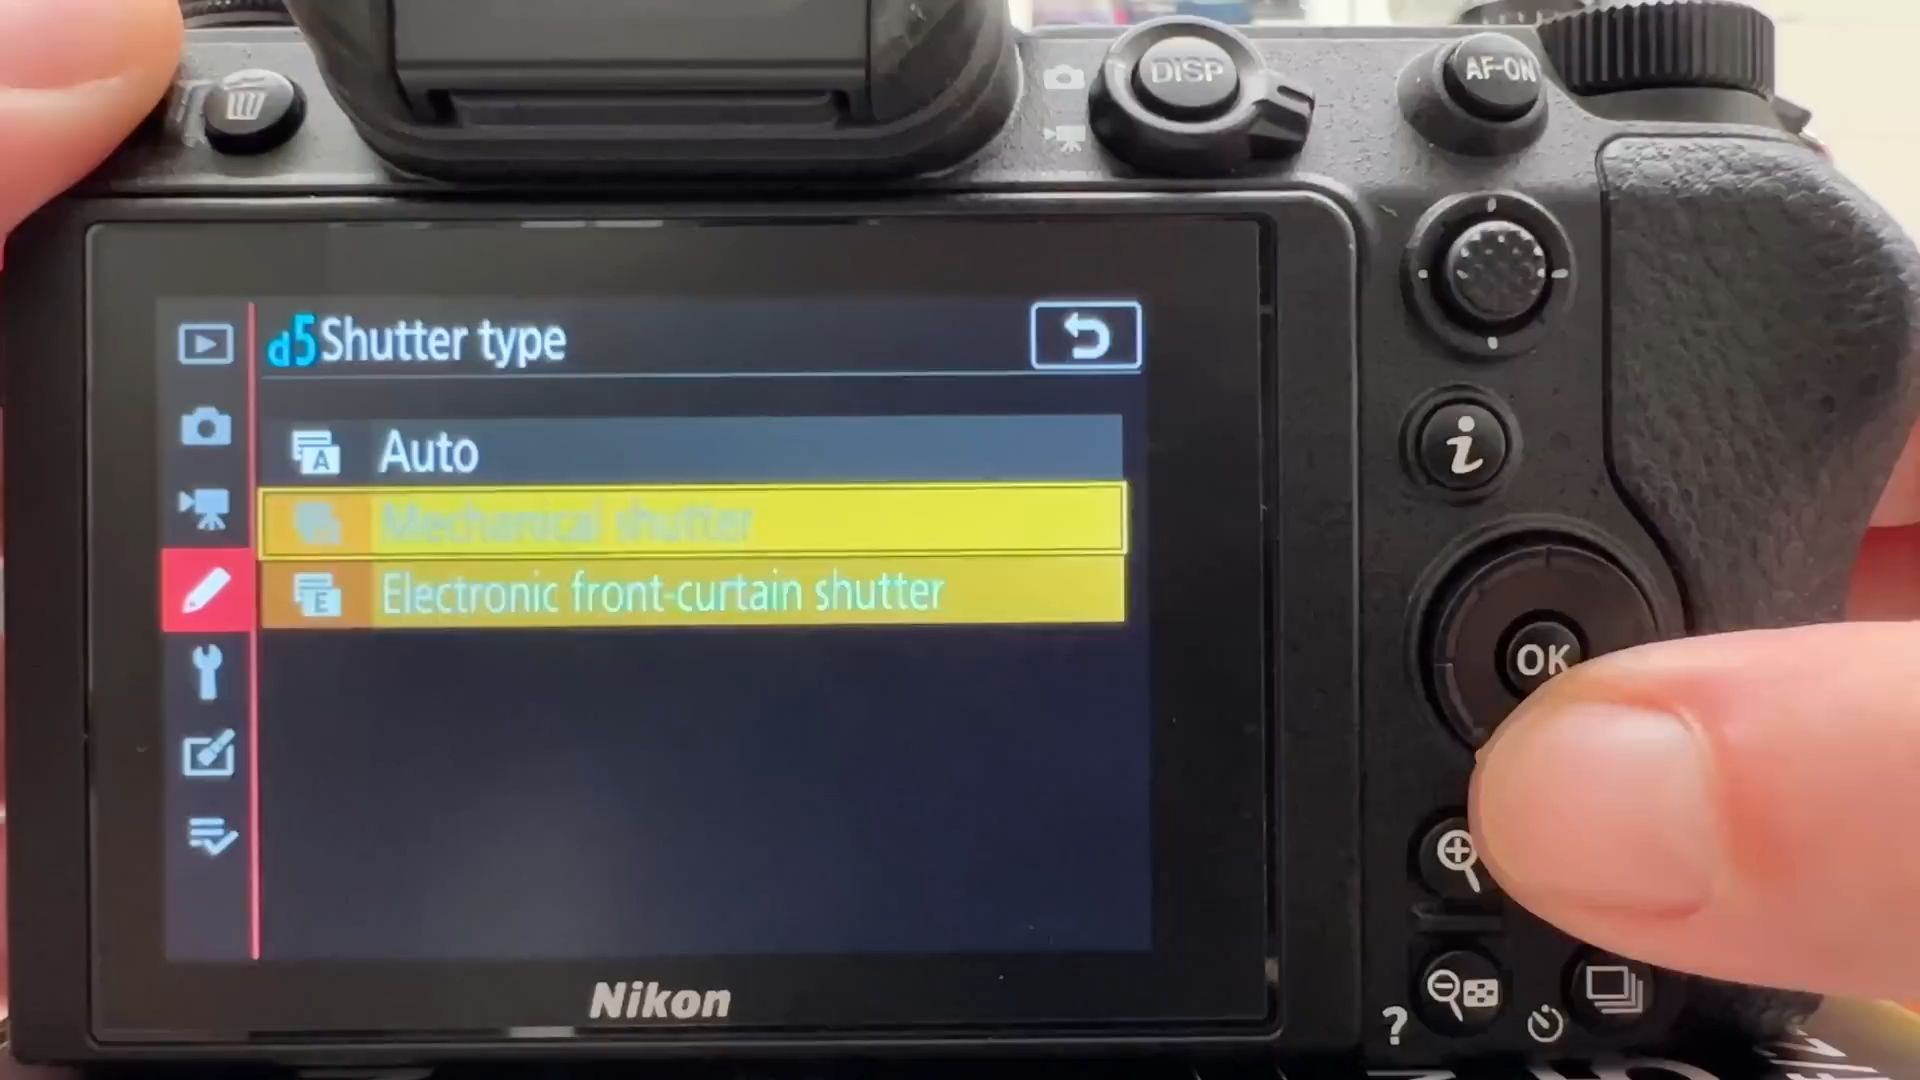 DISP
AF-ON
d5 Shutter type
A Auto
Mechanical shutter
E Electronic front-curtain shutter
i
OK
Nikon
?